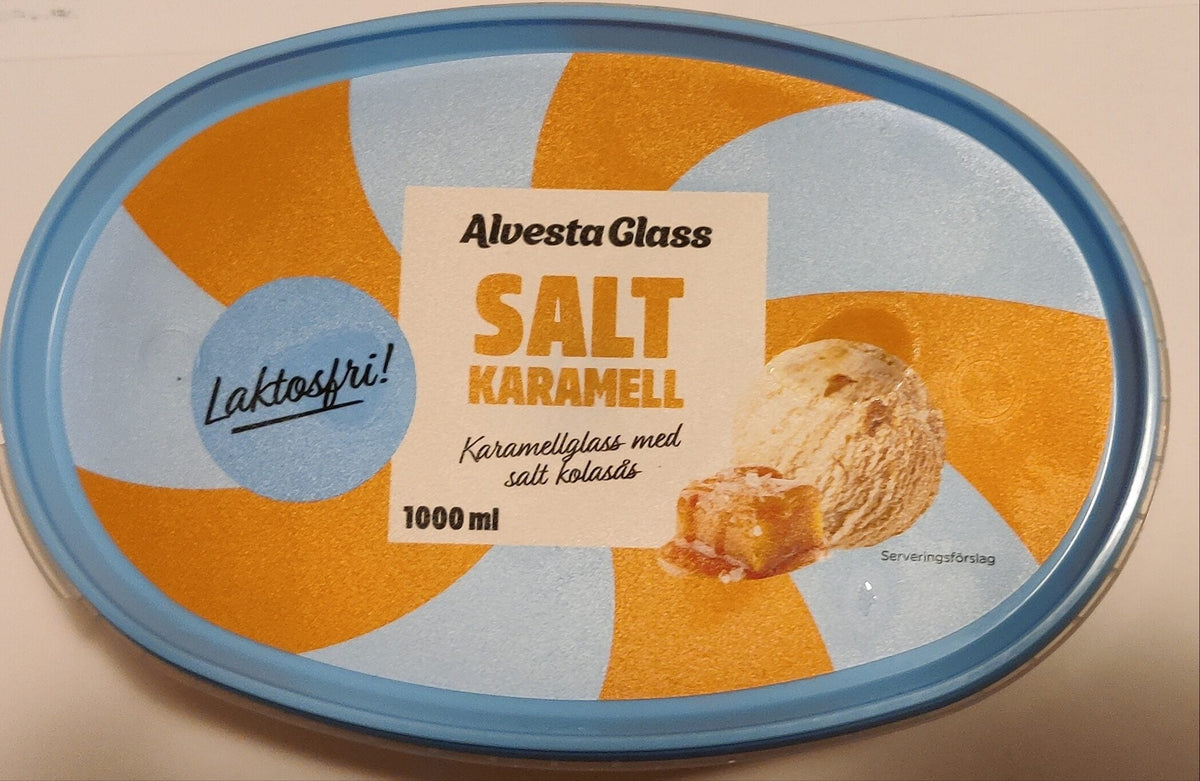 Alvesta Glass
SALT
KARAMELL
Karamellglass med
salt kolasås
1000 ml
Laktosfri!
Serveringsförslag